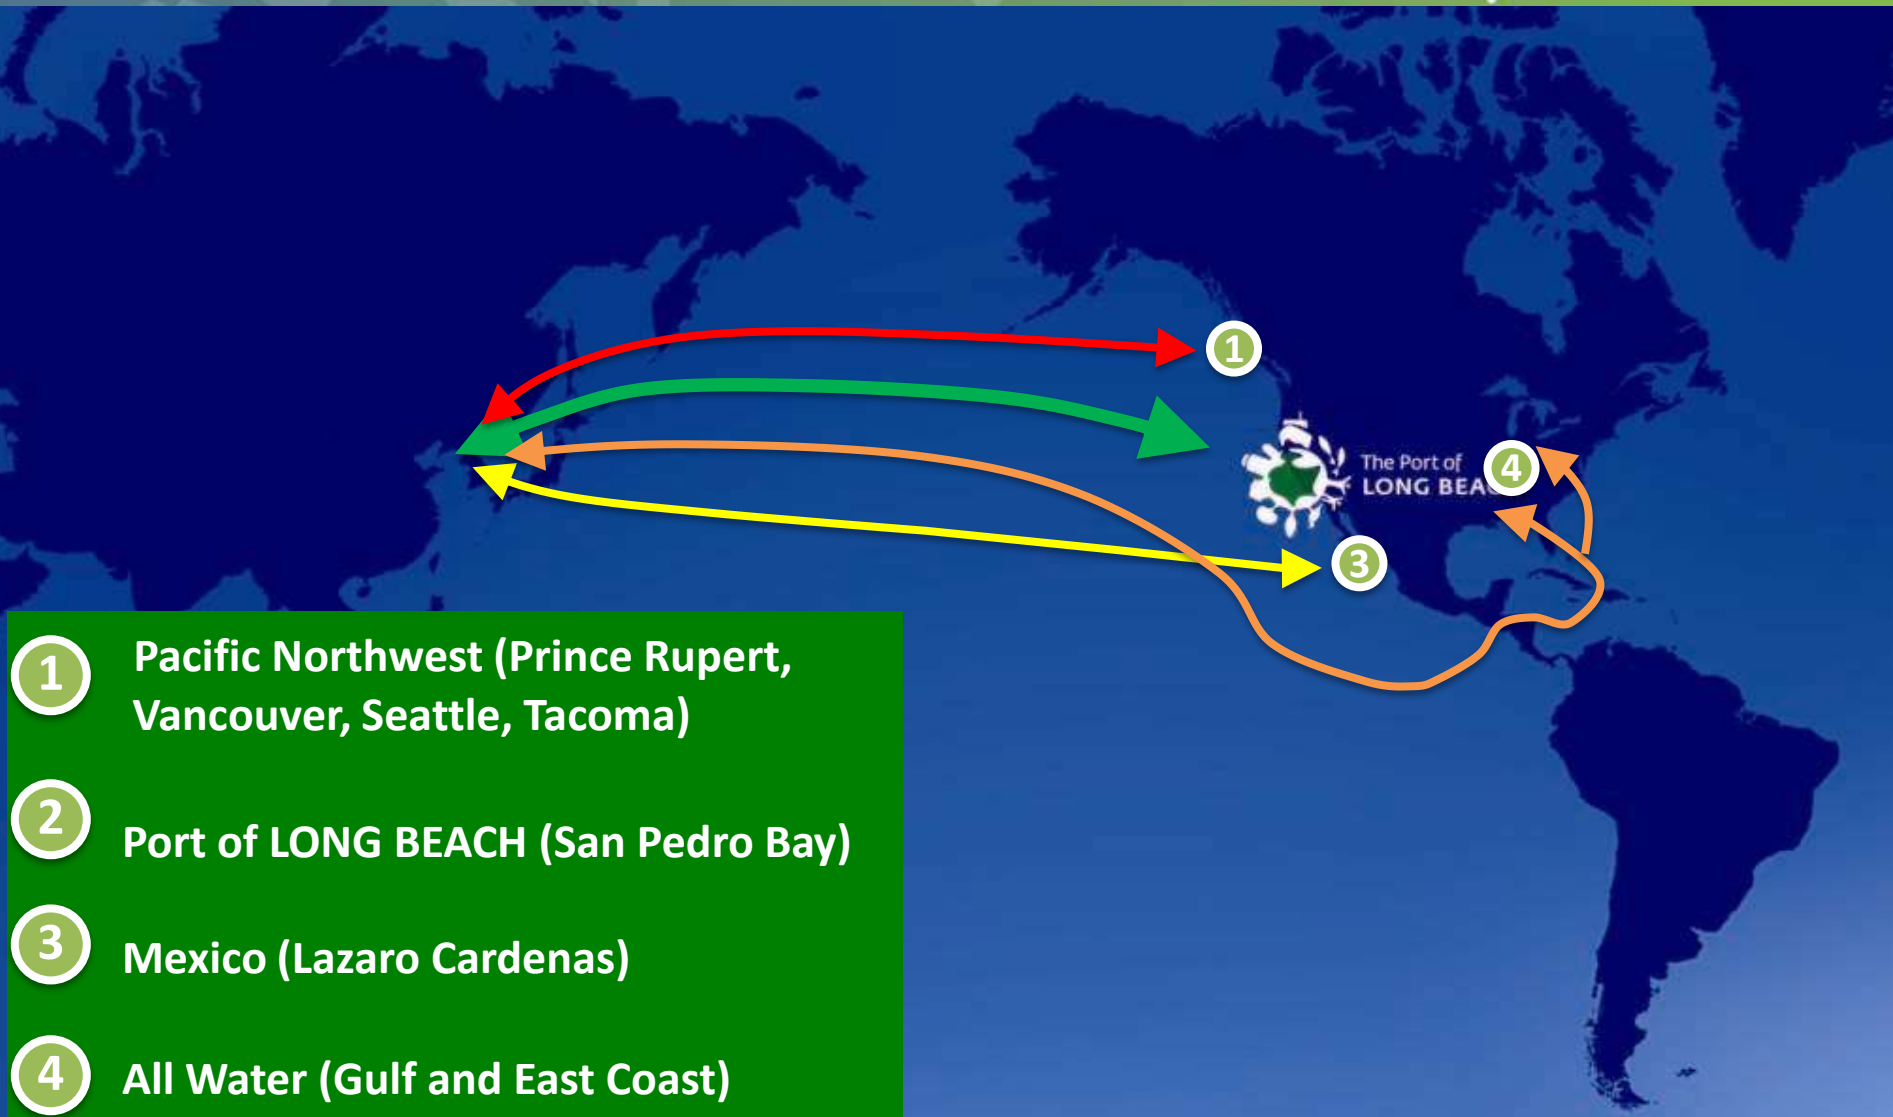 1
The Port of
LONG BEA
4
3
1
Pacific Northwest (Prince Rupert,
Vancouver, Seattle, Tacoma)
2
Port of LONG BEACH (San Pedro Bay)
3
Mexico (Lazaro Cardenas)
4
All Water (Gulf and East Coast)